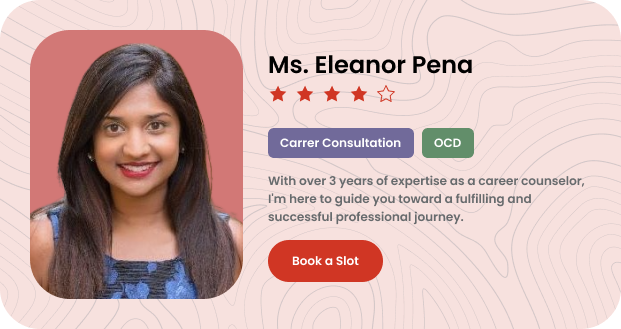 Ms. Eleanor Pena
Carrer Consultation
OCD
With over 3 years of expertise as a career counselor,
I'm here to guide you toward a fulfilling and
successful professional journey.
Book a Slot